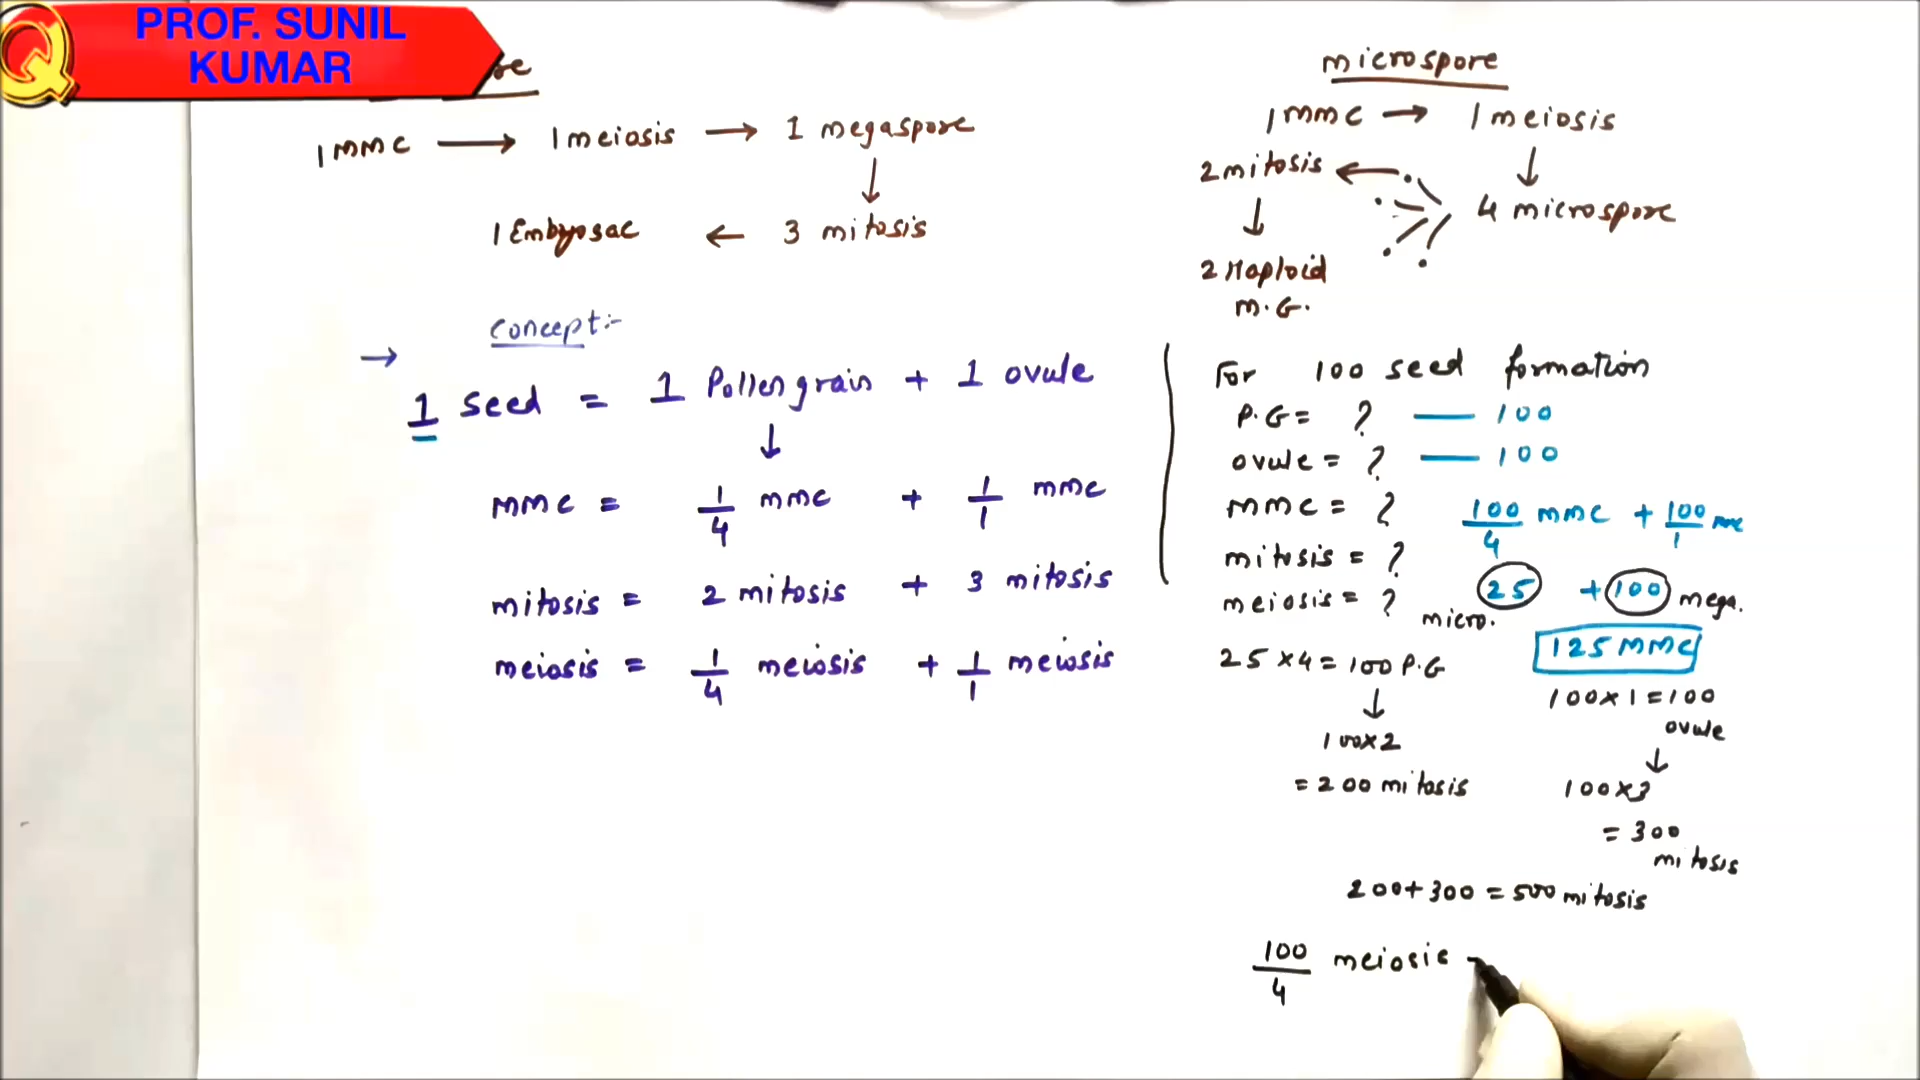 PROF. SUNIL
KUMAR
1 MMC → 1 meiosis → 1 megaspore
↓
1 Embyosac ← 3 mitosis
concept:-
→
1 seed = 1 Pollen grain + 1 ovule
↓
MMC = 1/4 MMC + 1/1 MMC
mitosis = 2 mitosis + 3 mitosis
meiosis = 1/4 meiosis + 1/1 meiosis
microspore
1 MMC → 1 meiosis
↓
2 mitosis ← 4 microspore
↓
2 Haploid
M.G.
For 100 seed formation
P.G = ? — 100
ovule = ? — 100
MMC = ? 100/4 MMC + 100/1 MMC
mitosis = ?
25 + 100 mega.
meiosis = ? micro.
125 MMC
25 × 4 = 100 P.G
↓
100×2
= 200 mitosis
100×1 = 100
ovule
↓
100×3
= 300
mitosis
200+300 = 500 mitosis
100/4 meiosis